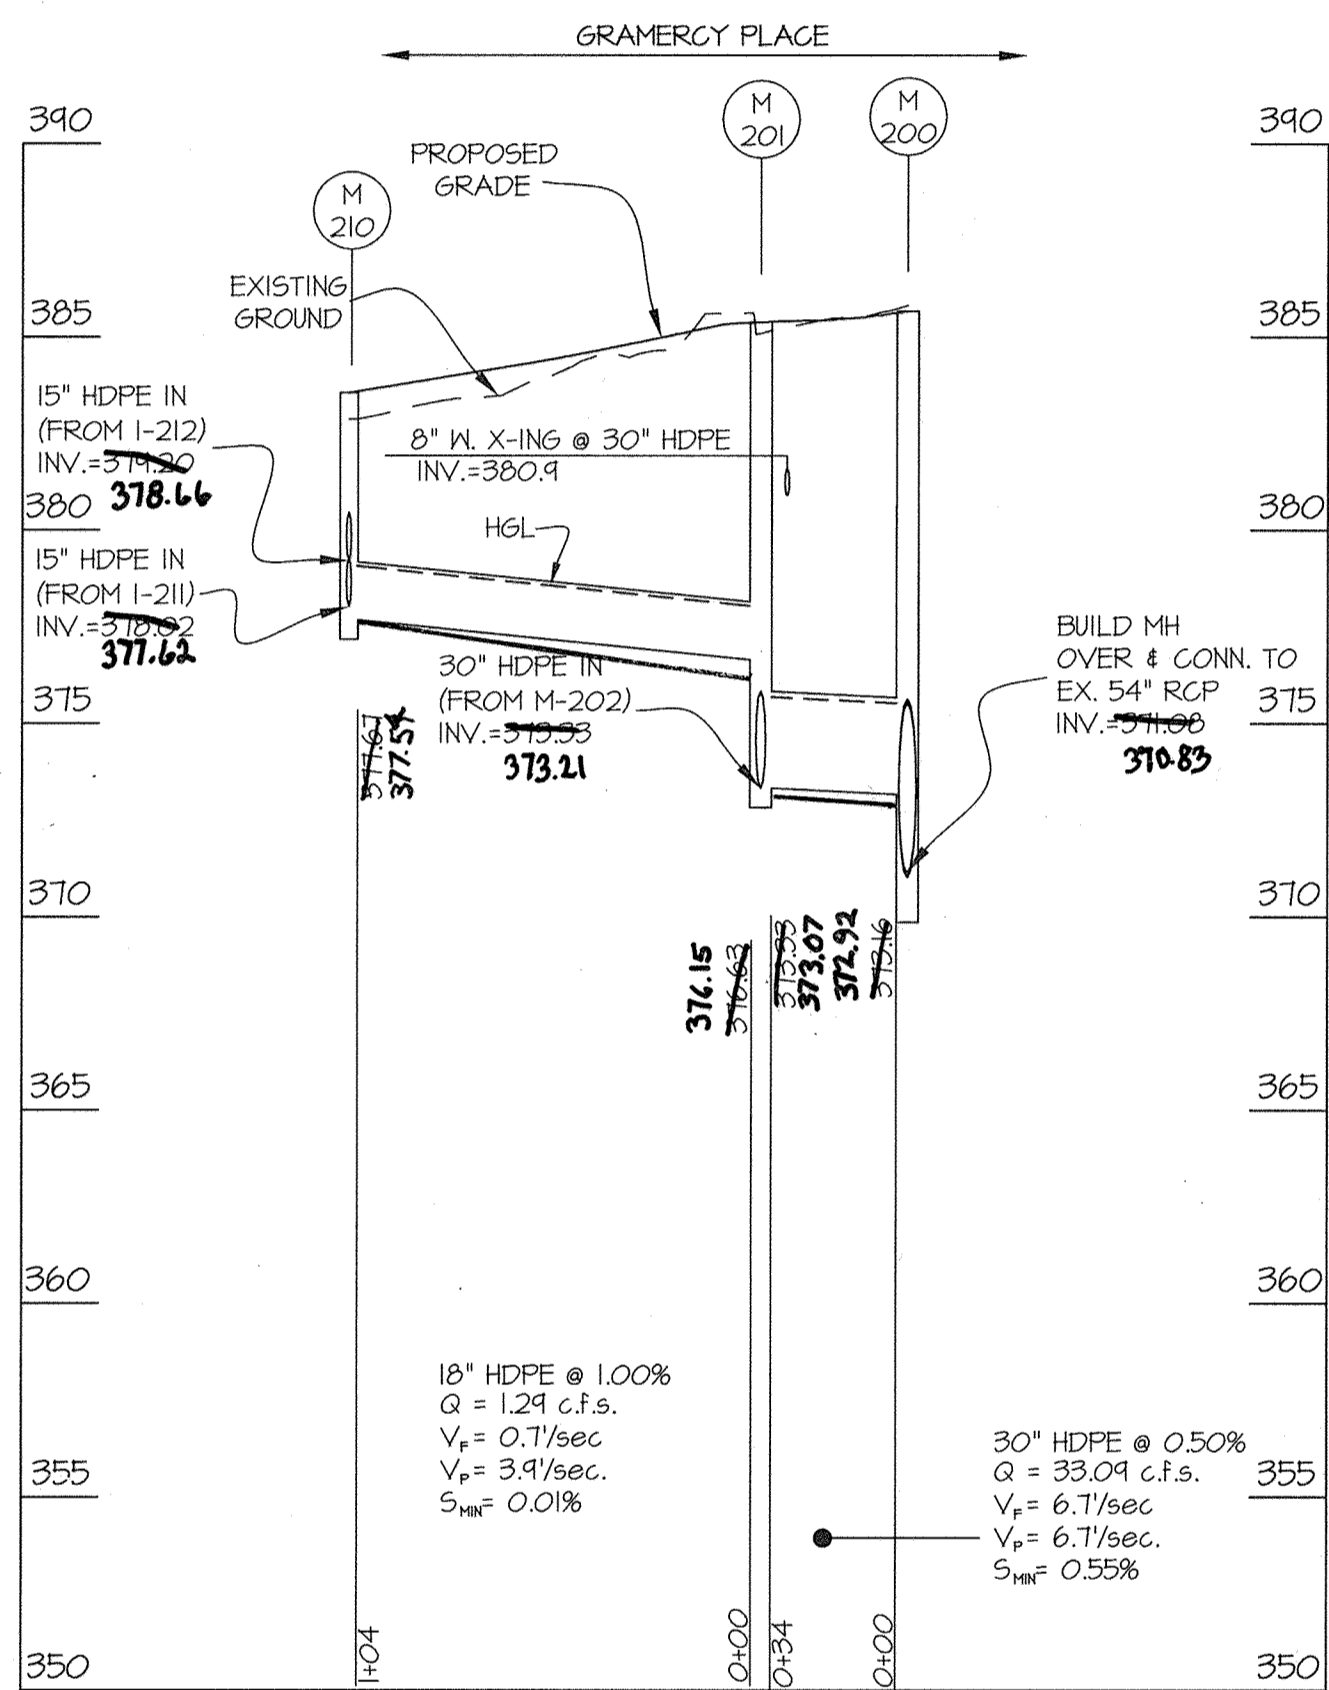 GRAMERCY PLACE
390
390
M
201
M
200
PROPOSED
GRADE
M
210
EXISTING
GROUND
385
385
15" HDPE IN
(FROM I-212)
INV.=379.20
378.66
8" W. X-ING @ 30" HDPE
INV.=380.9
380
380
HGL
15" HDPE IN
(FROM I-211)
INV.=378.02
377.62
BUILD MH
OVER & CONN. TO
EX. 54" RCP
INV.=371.08
370.83
30" HDPE IN
(FROM M-202)
INV.=373.33
373.21
375
375
377.67
377.54
370
370
376.15
376.63
373.33
373.07
372.92
373.16
365
365
360
360
18" HDPE @ 1.00%
Q = 1.29 c.f.s.
VF= 0.7'/sec
VP= 3.9'/sec.
SMIN= 0.01%
30" HDPE @ 0.50%
Q = 33.09 c.f.s.
VF= 6.7'/sec
VP= 6.7'/sec.
SMIN= 0.55%
355
355
1+04
0+00
0+34
0+00
350
350